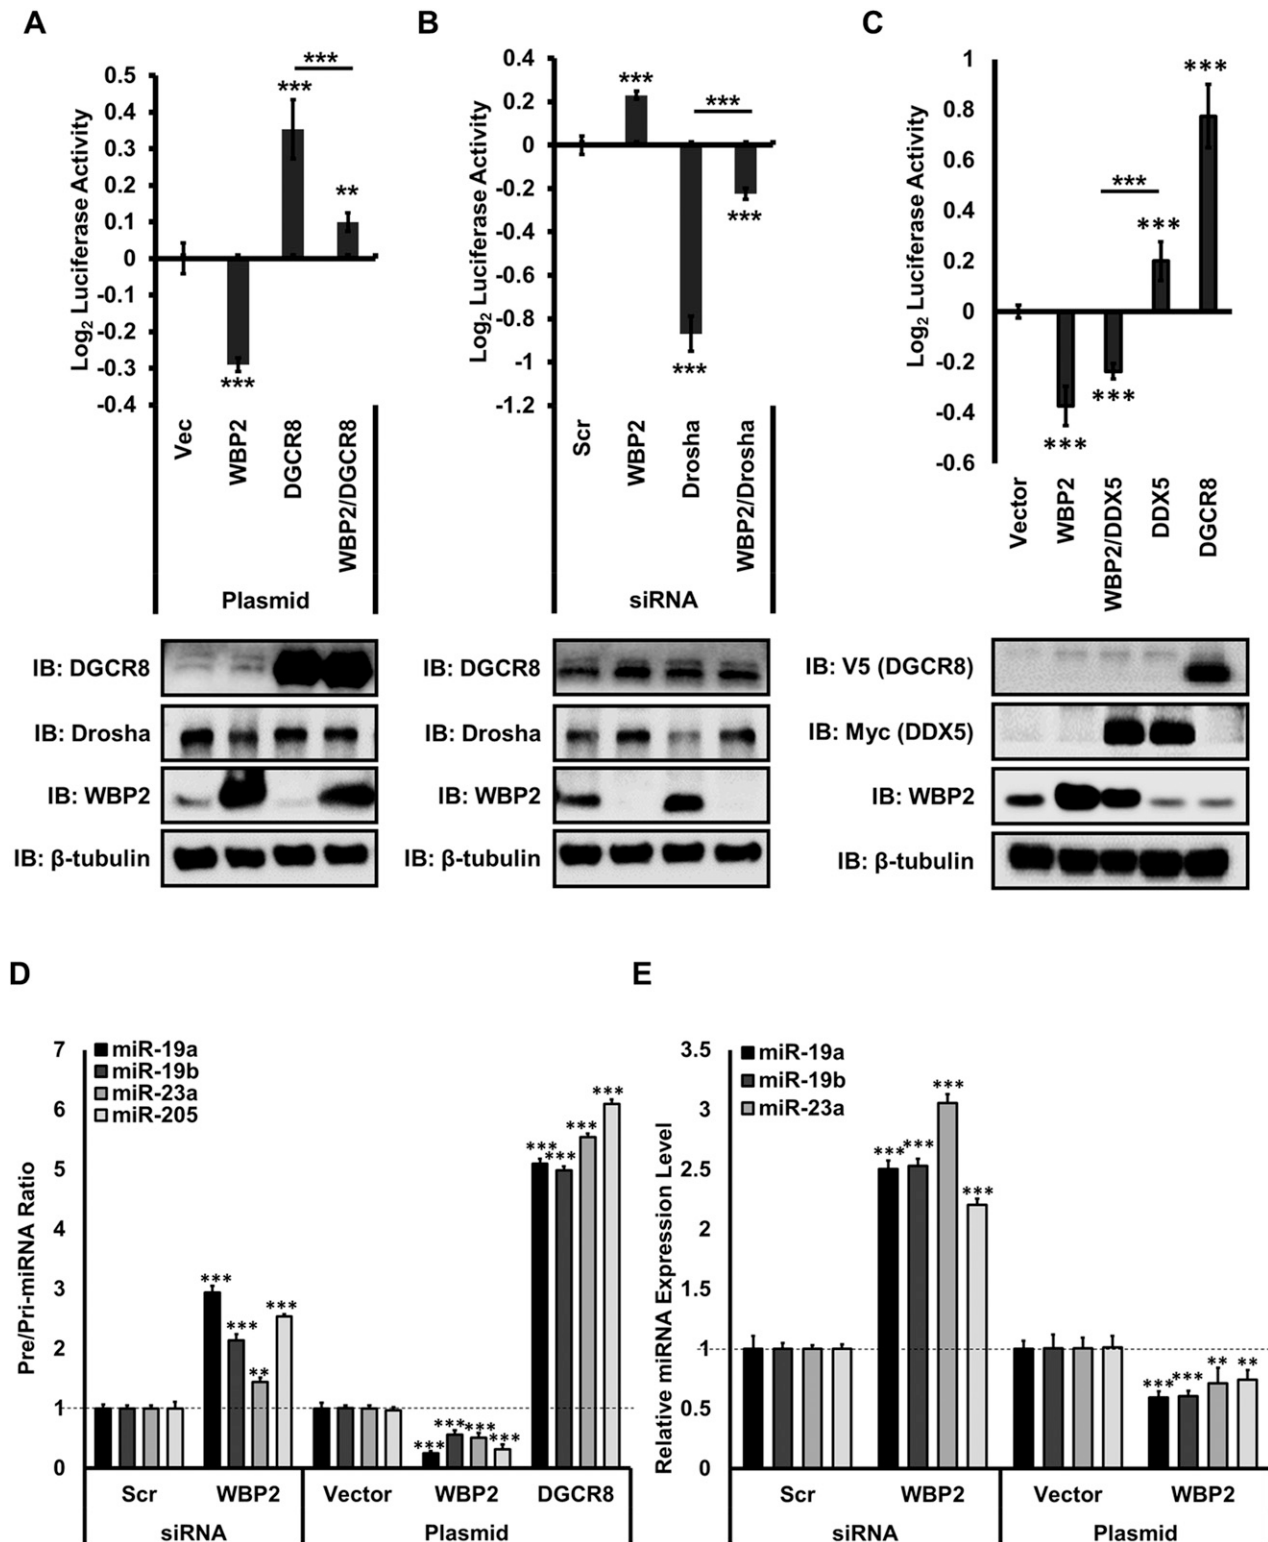 A
Log₂ Luciferase Activity
0.5
0.4
0.3
0.2
0.1
0
-0.1
-0.2
-0.3
-0.4
***
***
***
**
Vec
WBP2
DGCR8
WBP2/DGCR8
Plasmid
IB: DGCR8
IB: Drosha
IB: WBP2
IB: β-tubulin
B
Log₂ Luciferase Activity
0.4
0.2
0
-0.2
-0.4
-0.6
-0.8
-1
-1.2
***
***
***
***
Scr
WBP2
Drosha
WBP2/Drosha
siRNA
IB: DGCR8
IB: Drosha
IB: WBP2
IB: β-tubulin
C
Log₂ Luciferase Activity
1
0.8
0.6
0.4
0.2
0
-0.2
-0.4
-0.6
***
***
***
***
***
Vector
WBP2
WBP2/DDX5
DDX5
DGCR8
IB: V5 (DGCR8)
IB: Myc (DDX5)
IB: WBP2
IB: β-tubulin
D
Pre/Pri-miRNA Ratio
7
6
5
4
3
2
1
0
miR-19a
miR-19b
miR-23a
miR-205
***
***
**
***
***
***
***
***
***
***
***
***
Scr
WBP2
Vector
WBP2
DGCR8
siRNA
Plasmid
E
Relative miRNA Expression Level
3.5
3
2.5
2
1.5
1
0.5
0
miR-19a
miR-19b
miR-23a
***
***
***
***
***
***
**
**
Scr
WBP2
Vector
WBP2
siRNA
Plasmid